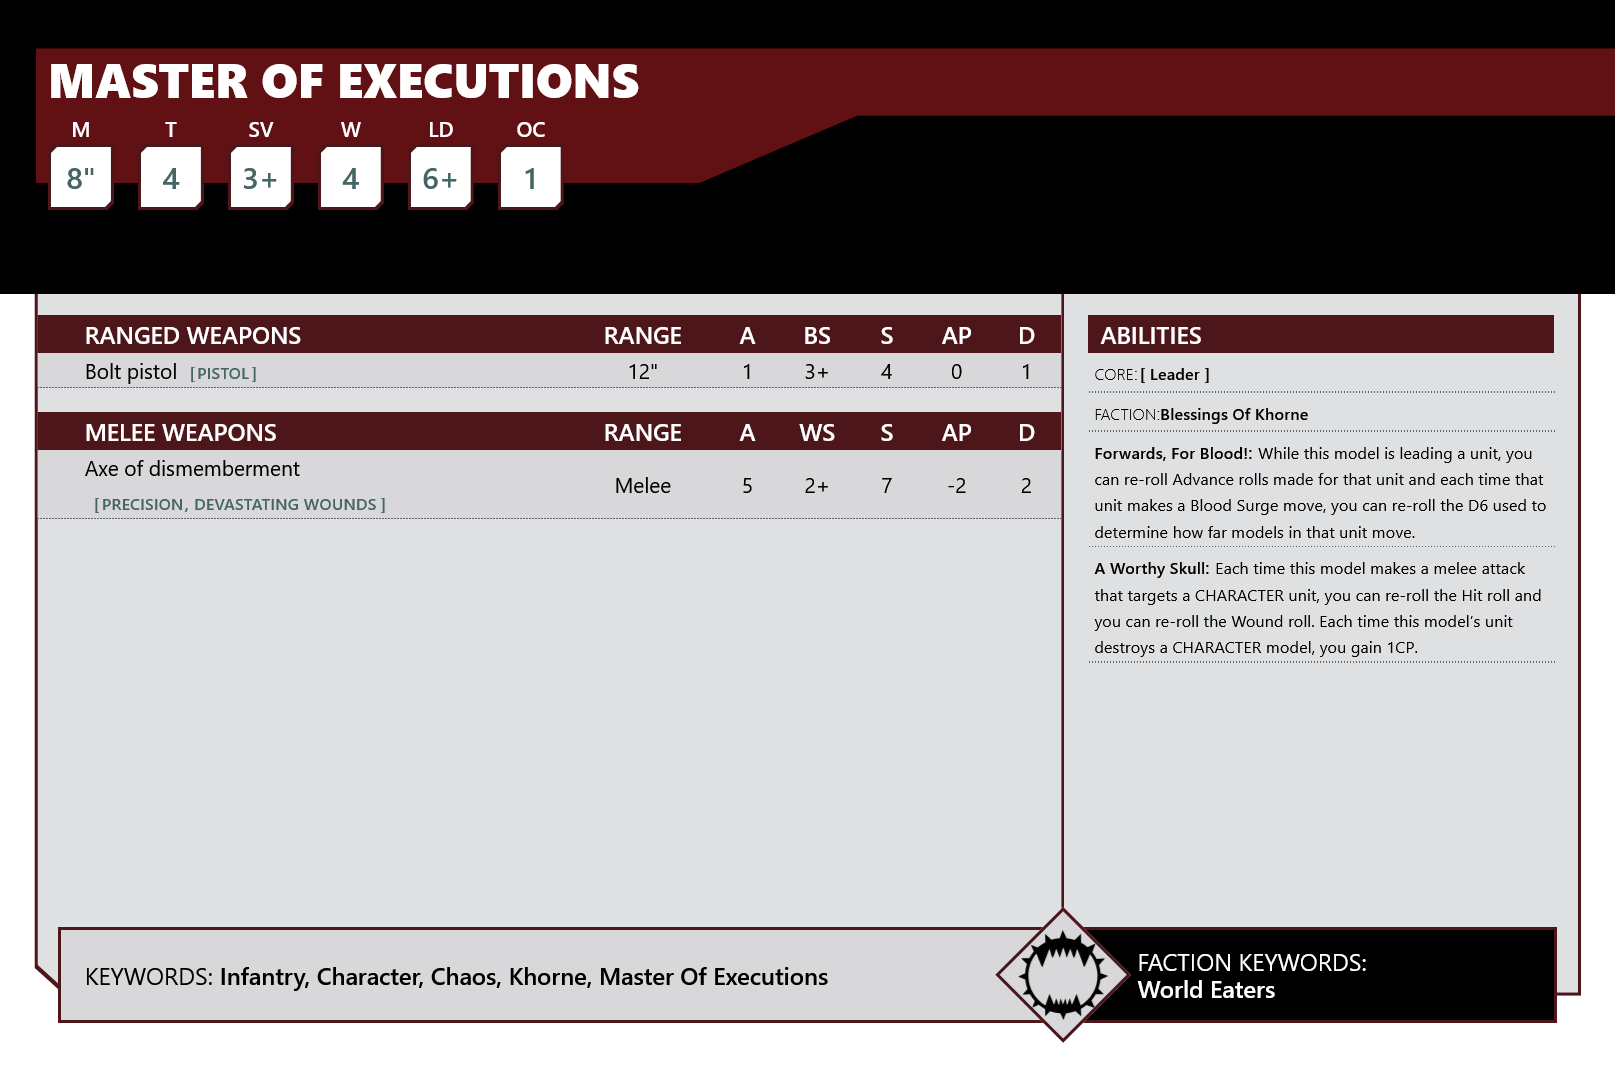 MASTER OF EXECUTIONS
M T SV W LD OC
8" 4 3+ 4 6+ 1
RANGED WEAPONS RANGE A BS S AP D
Bolt pistol [PISTOL] 12" 1 3+ 4 0 1
MELEE WEAPONS RANGE A WS S AP D
Axe of dismemberment
[PRECISION, DEVASTATING WOUNDS ] Melee 5 2+ 7 -2 2
ABILITIES
CORE: [ Leader ]
FACTION:Blessings Of Khorne
Forwards, For Blood!: While this model is leading a unit, you
can re-roll Advance rolls made for that unit and each time that
unit makes a Blood Surge move, you can re-roll the D6 used to
determine how far models in that unit move.
A Worthy Skull: Each time this model makes a melee attack
that targets a CHARACTER unit, you can re-roll the Hit roll and
you can re-roll the Wound roll. Each time this model’s unit
destroys a CHARACTER model, you gain 1CP.
KEYWORDS: Infantry, Character, Chaos, Khorne, Master Of Executions
FACTION KEYWORDS:
World Eaters